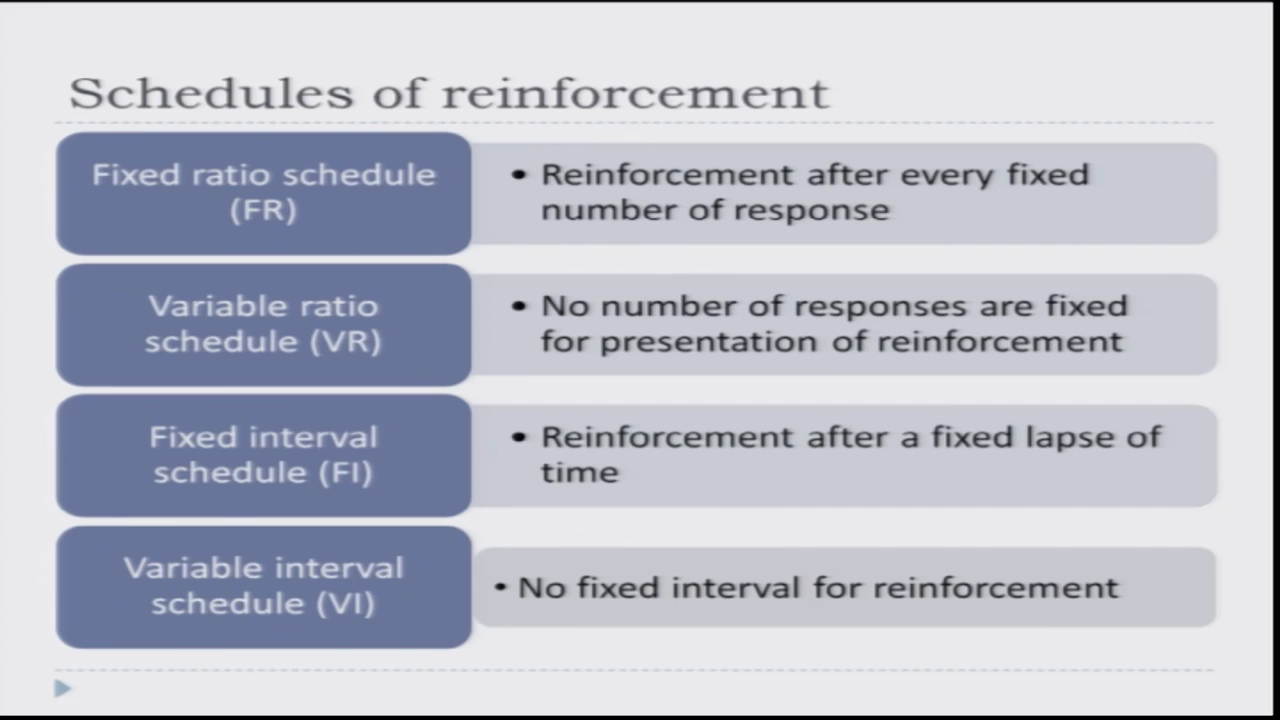 Schedules of reinforcement
Fixed ratio schedule
(FR)
• Reinforcement after every fixed
number of response
Variable ratio
schedule (VR)
• No number of responses are fixed
for presentation of reinforcement
Fixed interval
schedule (FI)
• Reinforcement after a fixed lapse of
time
Variable interval
schedule (VI)
• No fixed interval for reinforcement